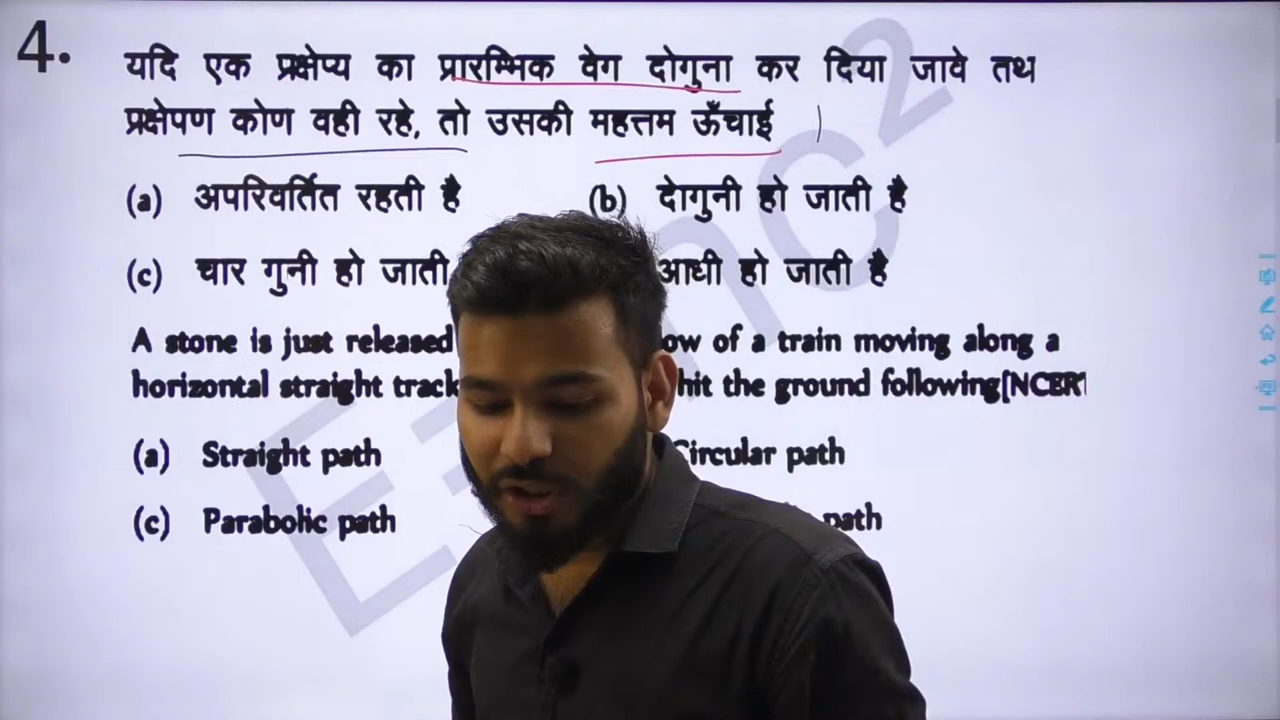 4.
यदि एक प्रक्षेप्य का प्रारम्भिक वेग दोगुना कर दिया जावे तथ
प्रक्षेपण कोण वही रहे, तो उसकी महत्तम ऊँचाई
(a) अपरिवर्तित रहती है (b) दोगुनी हो जाती है
(c) चार गुनी हो जाती आधी हो जाती है
A stone is just released of a train moving along a
horizontal straight track hit the ground following[NCERT
(a) Straight path Circular path
(c) Parabolic path path
E=mc2